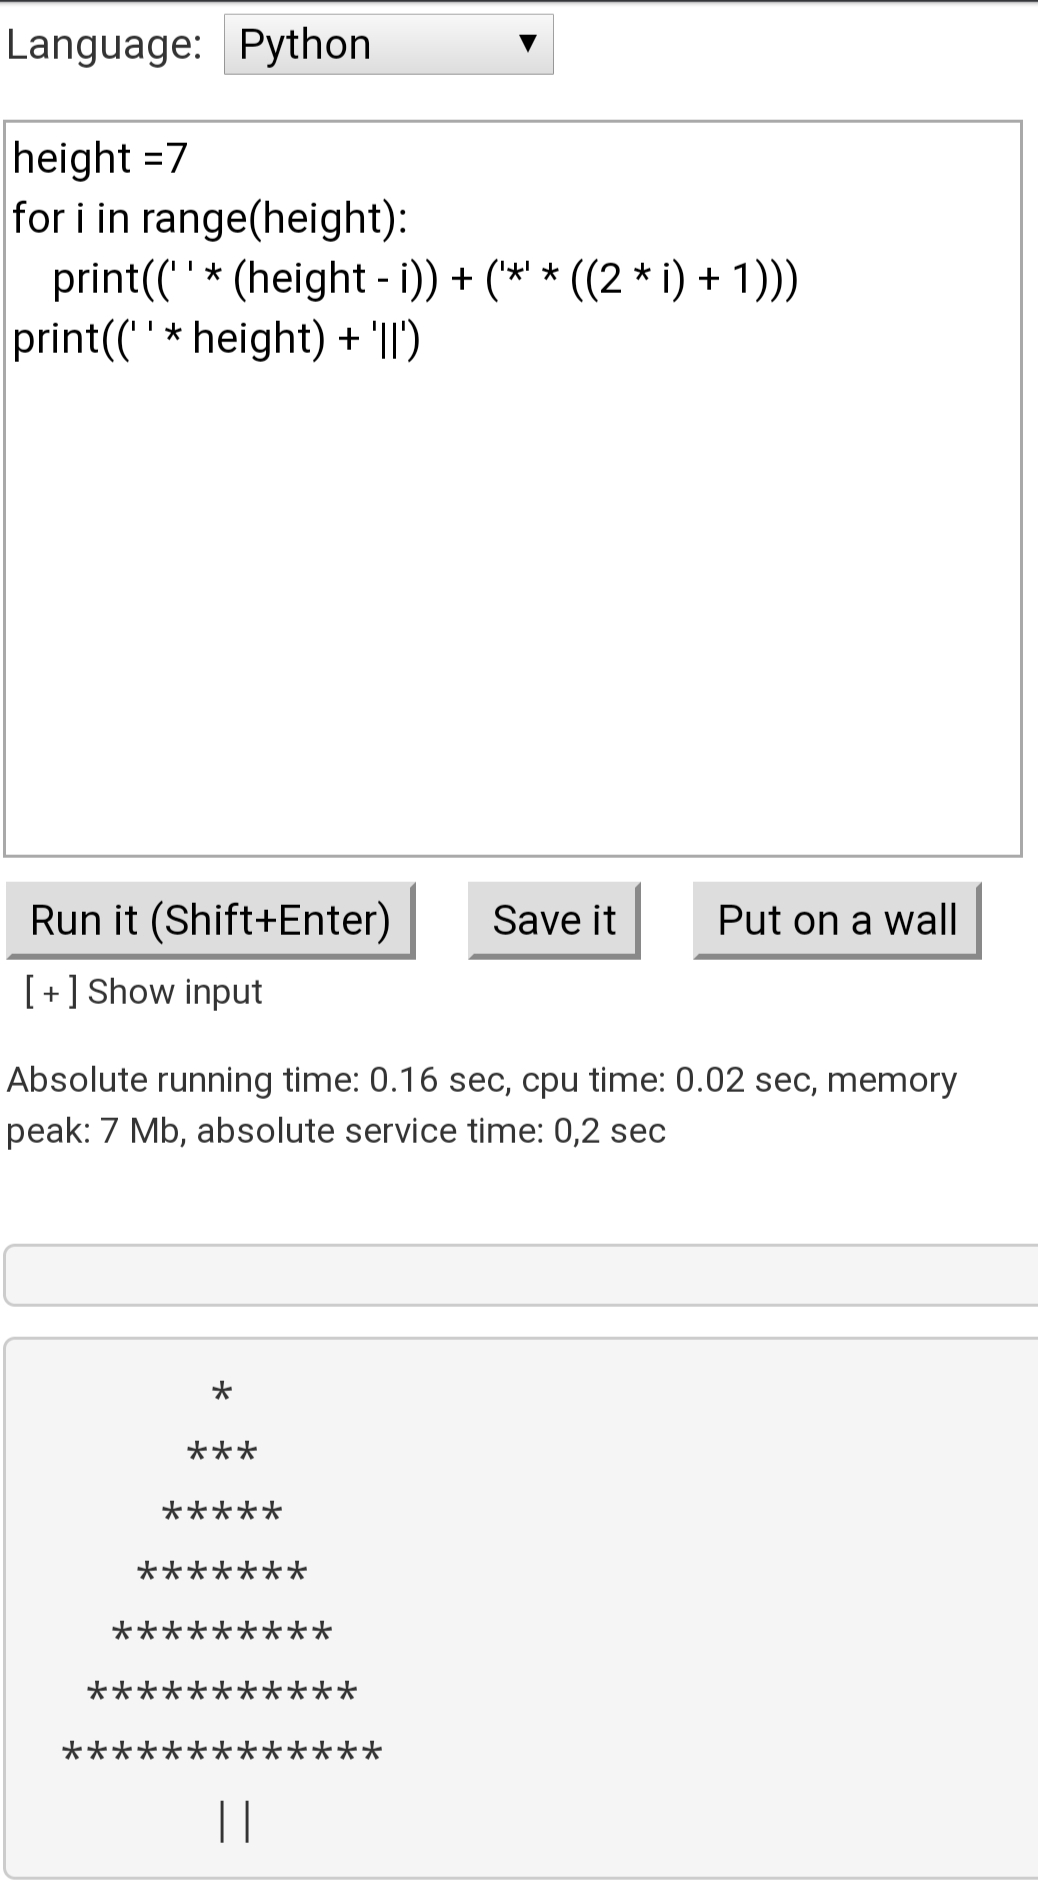 Language: Python ▼
height =7
for i in range(height):
    print((' ' * (height - i)) + ('*' * ((2 * i) + 1)))
print((' ' * height) + '||')
Run it (Shift+Enter) Save it Put on a wall
[ + ] Show input
Absolute running time: 0.16 sec, cpu time: 0.02 sec, memory
peak: 7 Mb, absolute service time: 0,2 sec
       *
      ***
     *****
    *******
   *********
  ***********
 *************
       ||